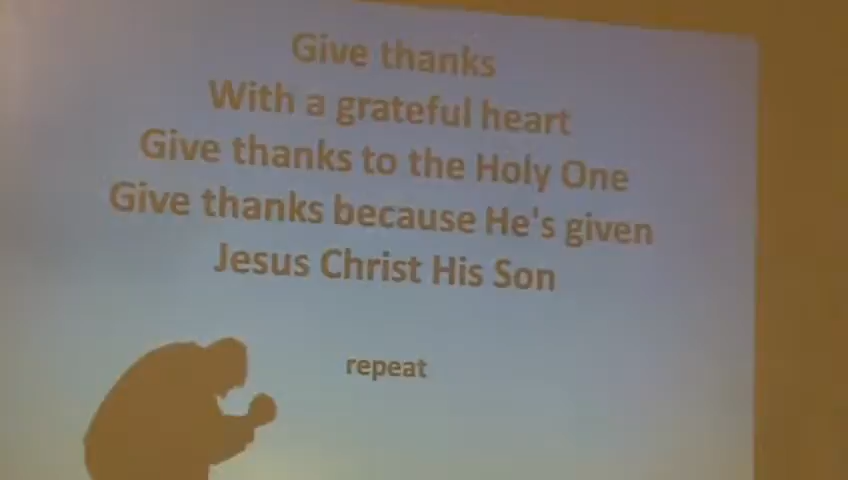 Give thanks
With a grateful heart
Give thanks to the Holy One
Give thanks because He's given
Jesus Christ His Son
repeat